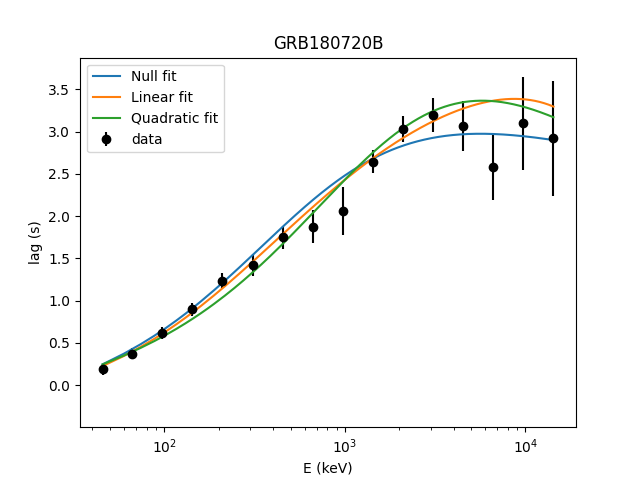 GRB180720B
Null fit
Linear fit
Quadratic fit
data
lag (s)
3.5
3.0
2.5
2.0
1.5
1.0
0.5
0.0
10²
10³
10⁴
E (keV)